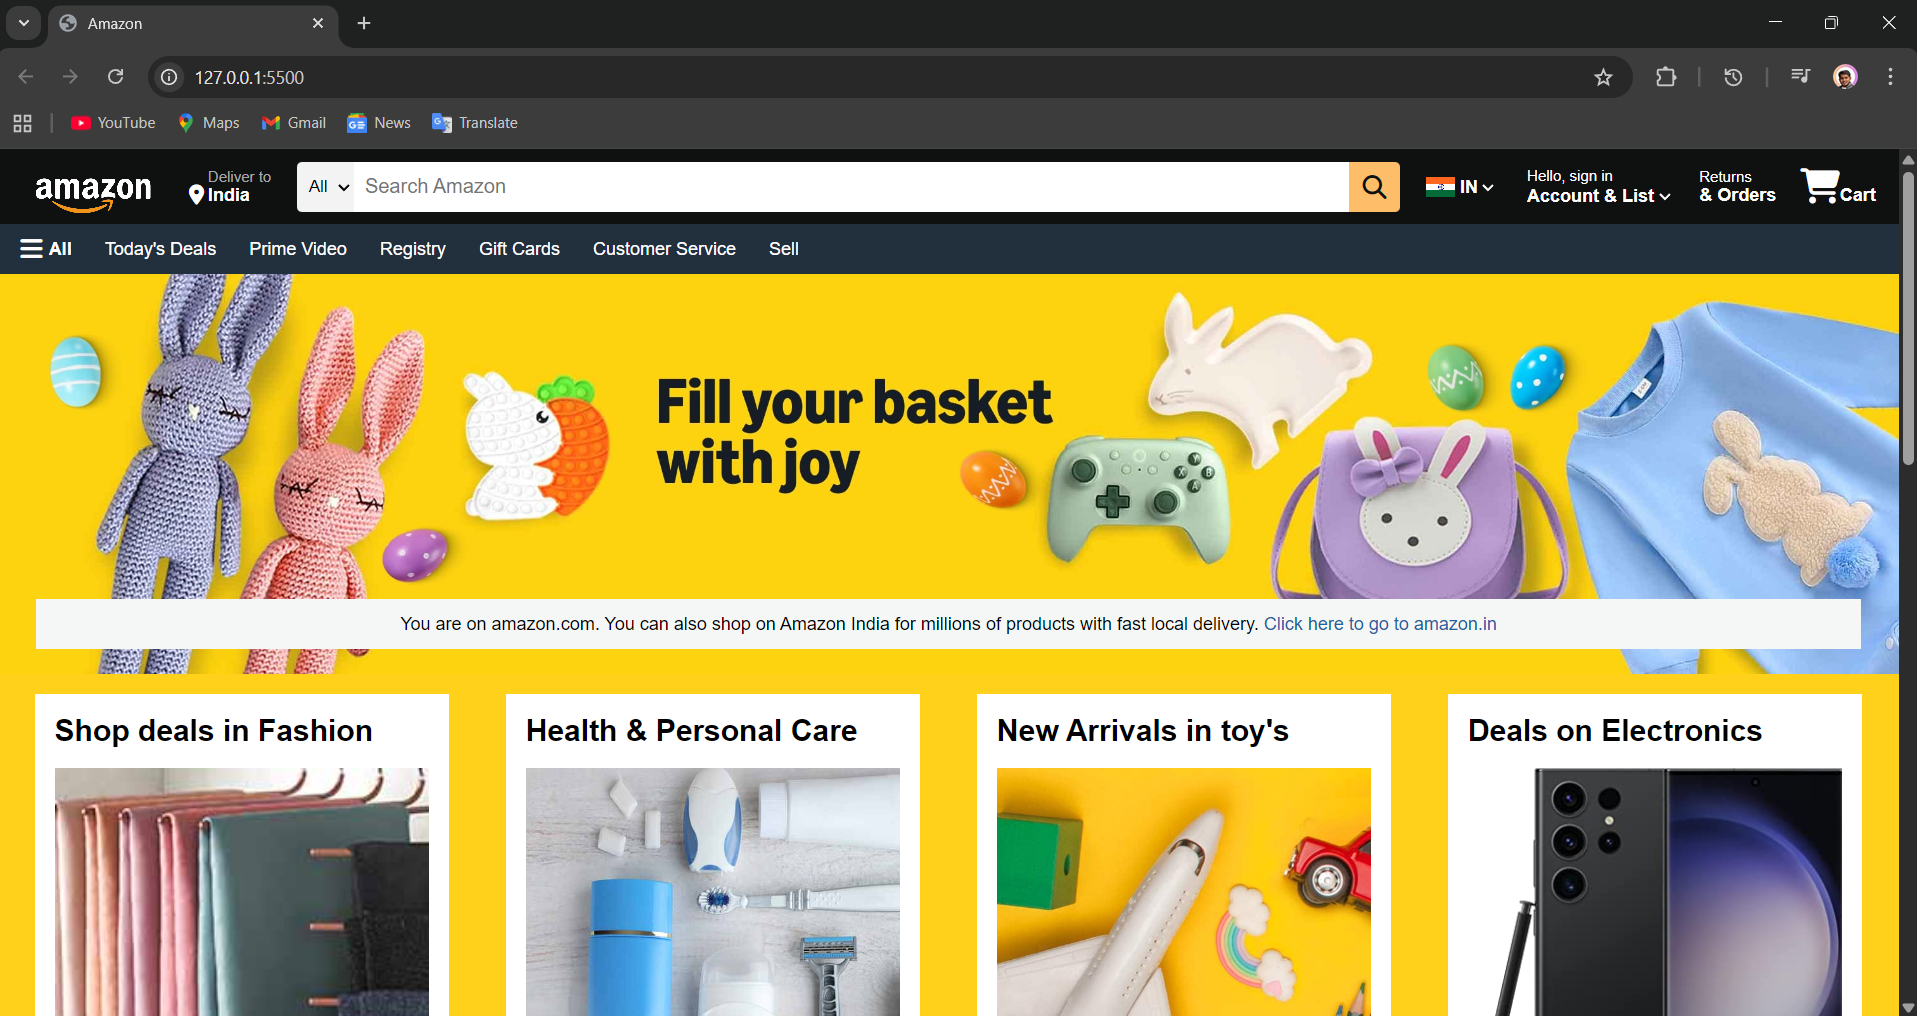 Amazon
127.0.0.1:5500
YouTube Maps Gmail News Translate
amazon
Deliver to
India
All
Search Amazon
IN
Hello, sign in
Account & List
Returns
& Orders
Cart
All Today's Deals Prime Video Registry Gift Cards Customer Service Sell
Fill your basket
with joy
Y
X B
A
You are on amazon.com. You can also shop on Amazon India for millions of products with fast local delivery. Click here to go to amazon.in
Shop deals in Fashion
Health & Personal Care
New Arrivals in toy's
Deals on Electronics